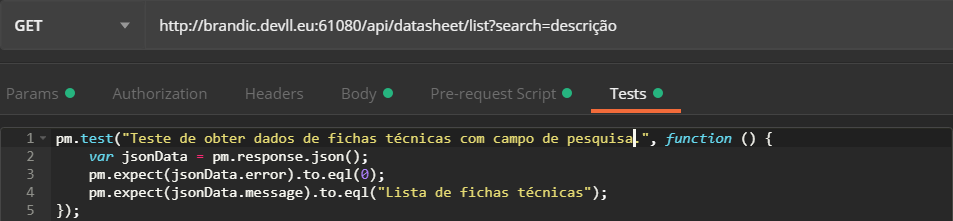 GET http://brandic.devll.eu:61080/api/datasheet/list?search=descrição
Params Authorization Headers Body Pre-request Script Tests
1 pm.test("Teste de obter dados de fichas técnicas com campo de pesquisa.", function () {
2 var jsonData = pm.response.json();
3 pm.expect(jsonData.error).to.eql(0);
4 pm.expect(jsonData.message).to.eql("Lista de fichas técnicas");
5 });